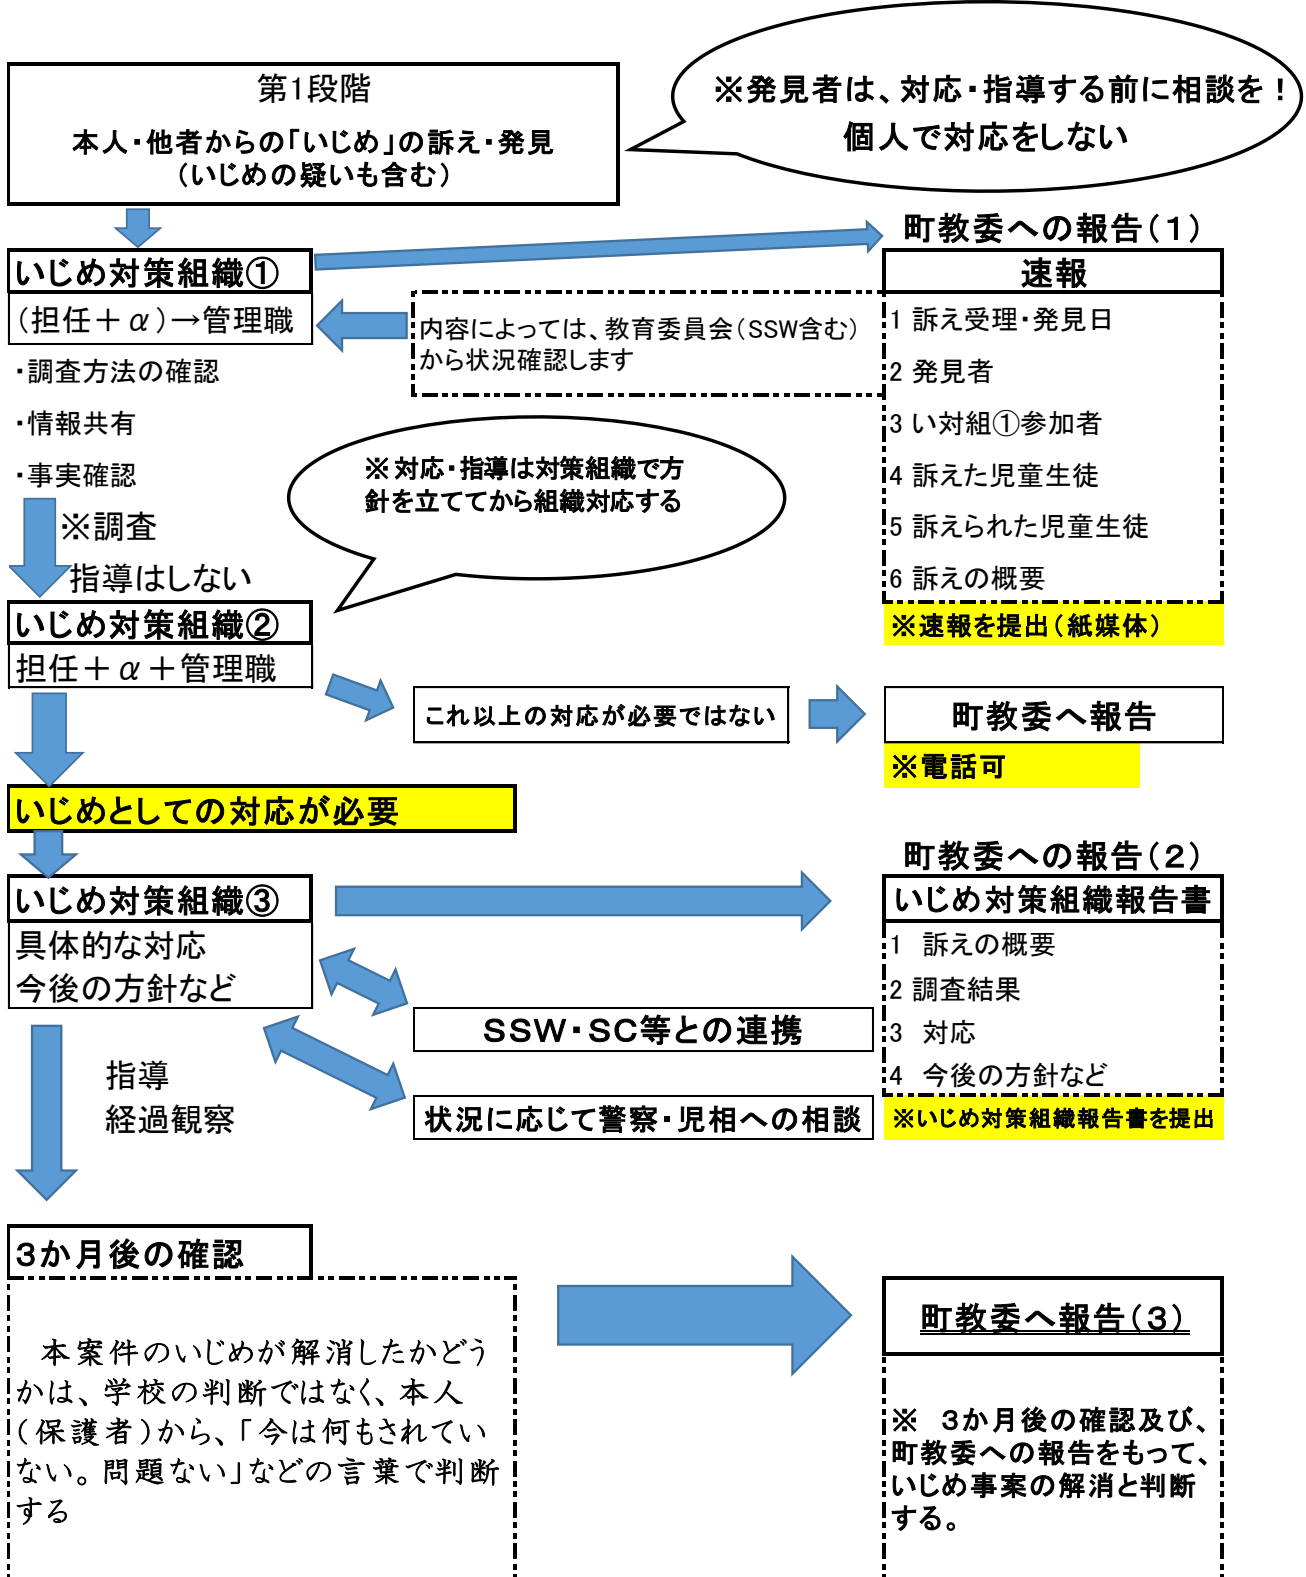 第1段階
本人・他者からの「いじめ」の訴え・発見
（いじめの疑いも含む）
※発見者は、対応・指導する前に相談を！
個人で対応をしない
いじめ対策組織①
（担任＋α）→管理職
・調査方法の確認
・情報共有
・事実確認
※調査
指導はしない
内容によっては、教育委員会（SSW含む）
から状況確認します
町教委への報告（１）
速報
1 訴え受理・発見日
2 発見者
3 い対組①参加者
4 訴えた児童生徒
5 訴えられた児童生徒
6 訴えの概要
※速報を提出（紙媒体）
※対応・指導は対策組織で方
針を立ててから組織対応する
いじめ対策組織②
担任＋α＋管理職
これ以上の対応が必要ではない
町教委へ報告
※電話可
いじめとしての対応が必要
いじめ対策組織③
具体的な対応
今後の方針など
指導
経過観察
SSW・SC等との連携
状況に応じて警察・児相への相談
町教委への報告（２）
いじめ対策組織報告書
1　訴えの概要
2 調査結果
3　対応
4　今後の方針など
※いじめ対策組織報告書を提出
３か月後の確認
本案件のいじめが解消したかどう
かは、学校の判断ではなく、本人
（保護者）から、「今は何もされてい
ない。問題ない」などの言葉で判断
する
町教委へ報告（３）
※　３か月後の確認及び、
町教委への報告をもって、
いじめ事案の解消と判断
する。